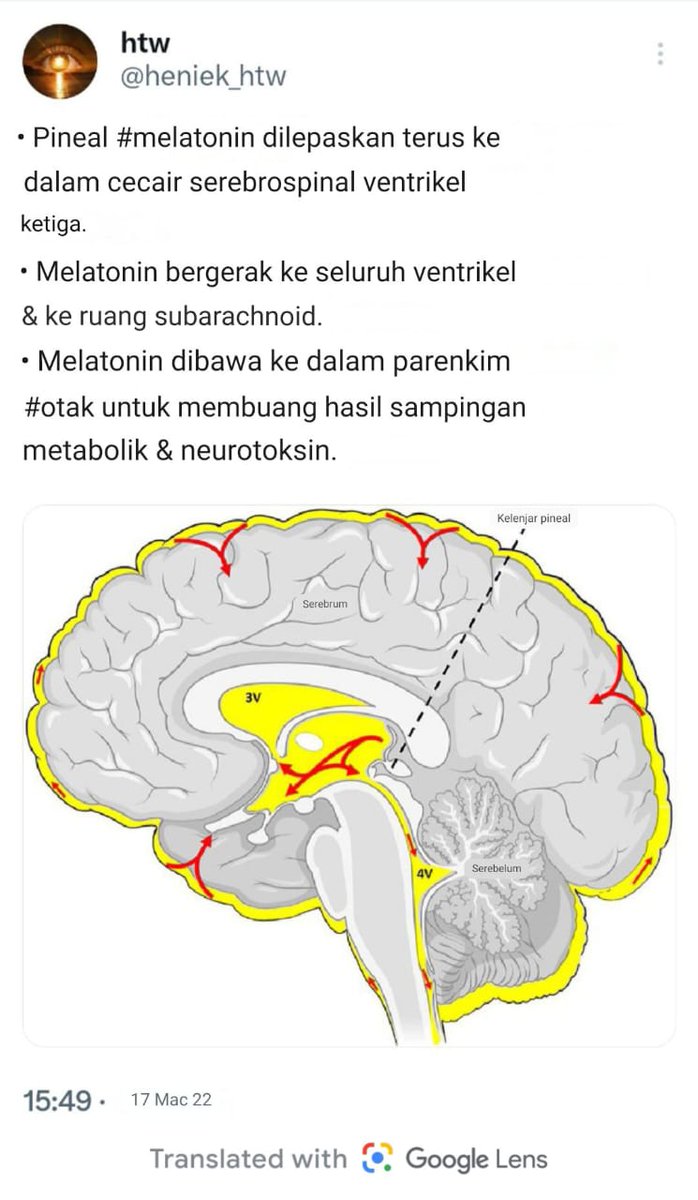 htw
@heniek_htw
• Pineal #melatonin dilepaskan terus ke
dalam cecair serebrospinal ventrikel
ketiga.
• Melatonin bergerak ke seluruh ventrikel
& ke ruang subarachnoid.
• Melatonin dibawa ke dalam parenkim
#otak untuk membuang hasil sampingan
metabolik & neurotoksin.
Kelenjar pineal
Serebrum
3V
4V
Serebelum
15:49 · 17 Mac 22
Translated with Google Lens